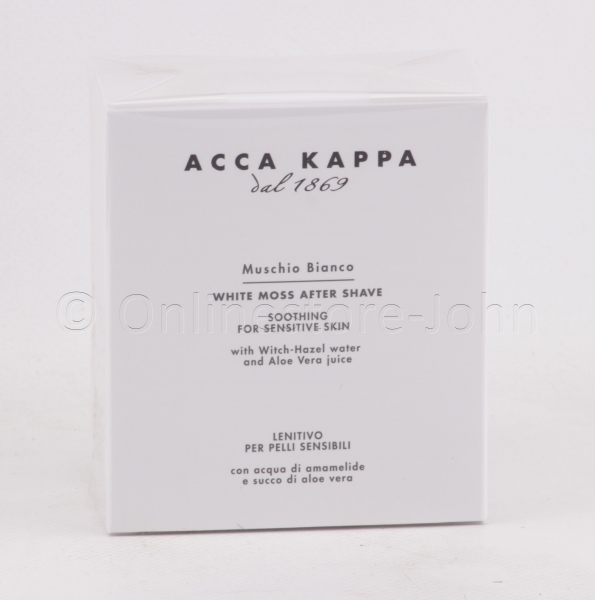 ACCA KAPPA
dal 1869
Muschio Bianco
WHITE MOSS AFTER SHAVE
© Onlinestore-John
SOOTHING
FOR SENSITIVE SKIN
with Witch-Hazel water
and Aloe Vera juice
LENITIVO
PER PELLI SENSIBILI
con acqua di amamelide
e succo di aloe vera